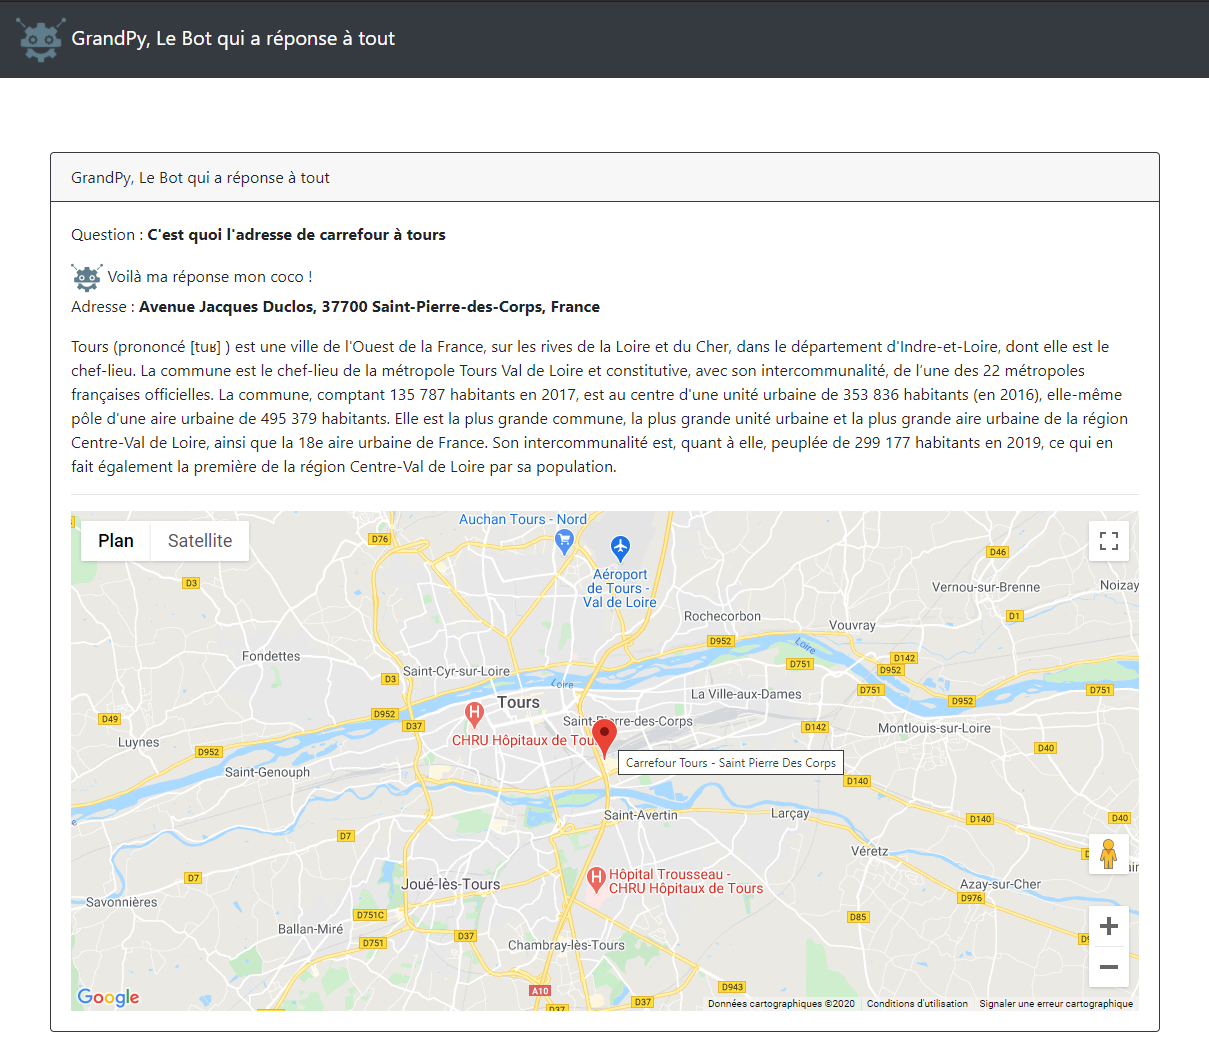 GrandPy, Le Bot qui a réponse à tout
GrandPy, Le Bot qui a réponse à tout
Question : C'est quoi l'adresse de carrefour à tours
Voilà ma réponse mon coco !
Adresse : Avenue Jacques Duclos, 37700 Saint-Pierre-des-Corps, France
Tours (prononcé [tuʁ] ) est une ville de l'Ouest de la France, sur les rives de la Loire et du Cher, dans le département d'Indre-et-Loire, dont elle est le
chef-lieu. La commune est le chef-lieu de la métropole Tours Val de Loire et constitutive, avec son intercommunalité, de l’une des 22 métropoles
françaises officielles. La commune, comptant 135 787 habitants en 2017, est au centre d'une unité urbaine de 353 836 habitants (en 2016), elle-même
pôle d'une aire urbaine de 495 379 habitants. Elle est la plus grande commune, la plus grande unité urbaine et la plus grande aire urbaine de la région
Centre-Val de Loire, ainsi que la 18e aire urbaine de France. Son intercommunalité est, quant à elle, peuplée de 299 177 habitants en 2019, ce qui en
fait également la première de la région Centre-Val de Loire par sa population.
Auchan Tours - Nord
Plan Satellite
D76
D46
Aéroport
de Tours -
Val de Loire
D3
Vernou-sur-Brenne
Noizay
Rochecorbon
D1
Vouvray
D952
Loire
Fondettes
D142
D751
D952
Saint-Cyr-sur-Loire
D3
Loire
La Ville-aux-Dames
D751
D751
Tours
D952
D952
D49
D37
Saint-Pierre-des-Corps
D142
Montlouis-sur-Loire
Luynes
CHRU Hôpitaux de Tou
D952
D40
Carrefour Tours - Saint Pierre Des Corps
Saint-Genouph
D140
Saint-Avertin
Larçay
D140
D40
D7
Véretz
D7
Hôpital Trousseau -
CHRU Hôpitaux de Tours
Joué-lès-Tours
Azay-sur-Cher
Savonnières
D976
D751C
D85
Ballan-Miré
D37
D751
Chambray-lès-Tours
A10
D943
Google
D37
D37
Données cartographiques ©2020 Conditions d'utilisation Signaler une erreur cartographique